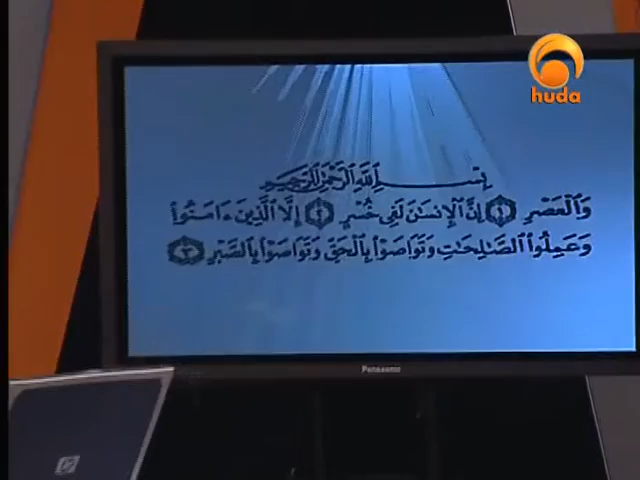 huda
بِسْمِ ٱللَّهِ ٱلرَّحْمَٰنِ ٱلرَّحِيمِ
وَٱلْعَصْرِ ١ إِنَّ ٱلْإِنسَٰنَ لَفِى خُسْرٍ ٢ إِلَّا ٱلَّذِينَ ءَامَنُوا۟
وَعَمِلُوا۟ ٱلصَّٰلِحَٰتِ وَتَوَاصَوْا۟ بِٱلْحَقِّ وَتَوَاصَوْا۟ بِٱلصَّبْرِ ٣
Panasonic
hp